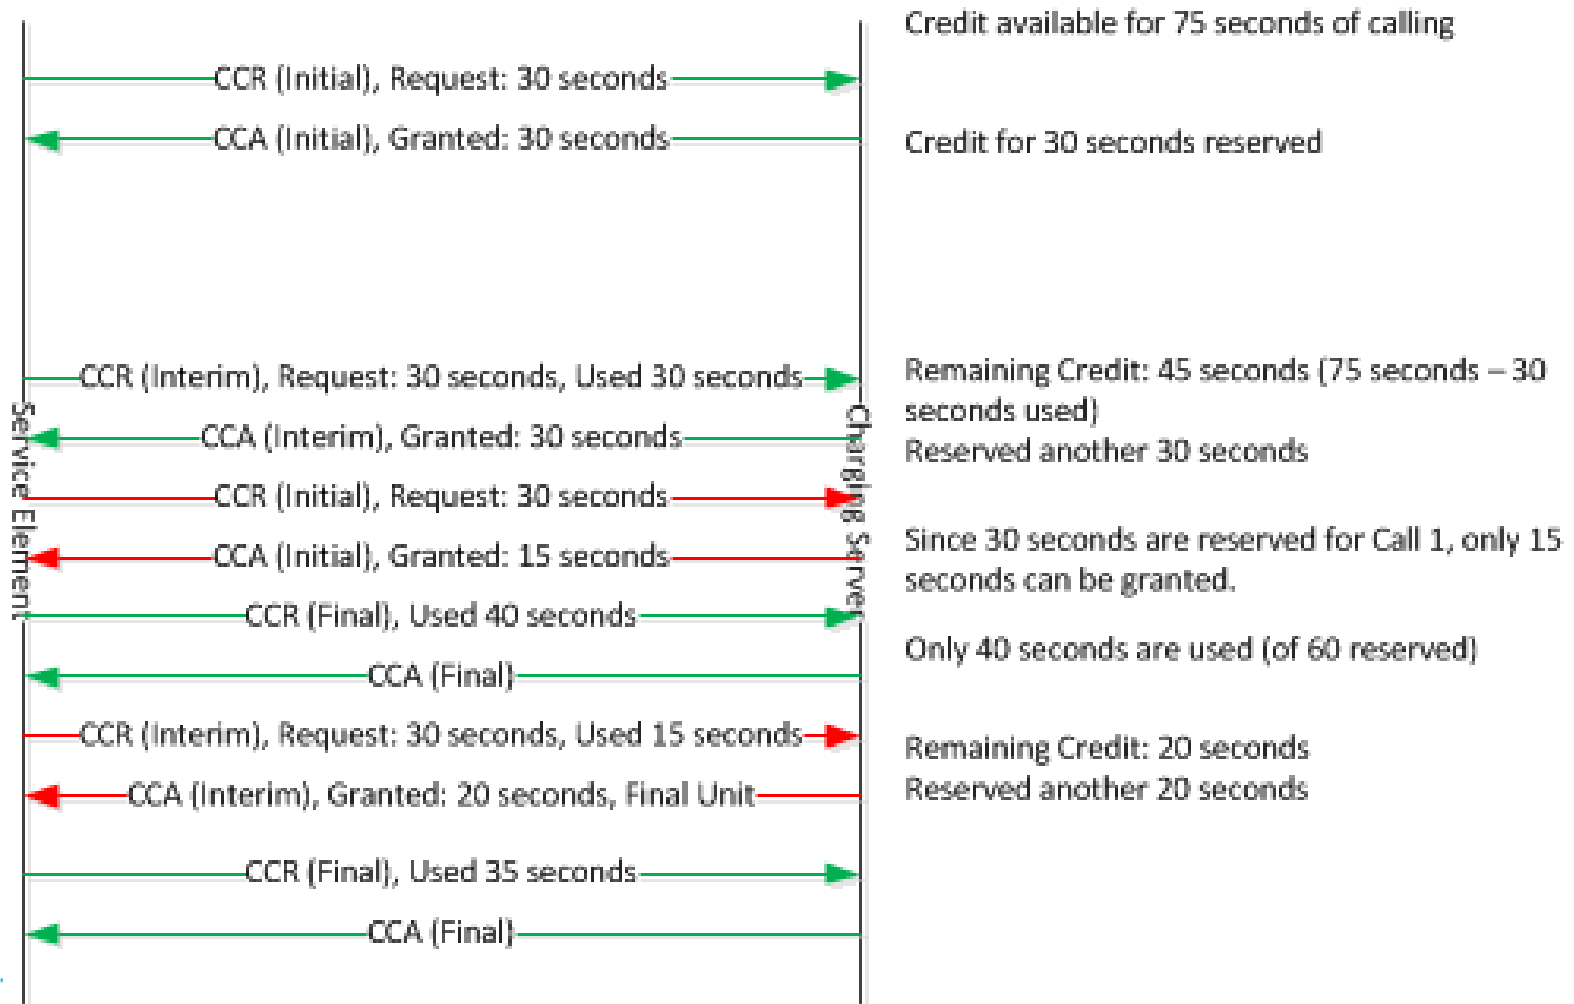 Credit available for 75 seconds of calling
CCR (Initial), Request: 30 seconds
CCA (Initial), Granted: 30 seconds
Credit for 30 seconds reserved
CCR (Interim), Request: 30 seconds, Used 30 seconds
Remaining Credit: 45 seconds (75 seconds – 30
seconds used)
Reserved another 30 seconds
CCA (Interim), Granted: 30 seconds
Service Element
Charging Server
CCR (Initial), Request: 30 seconds
CCA (Initial), Granted: 15 seconds
Since 30 seconds are reserved for Call 1, only 15
seconds can be granted.
CCR (Final), Used 40 seconds
Only 40 seconds are used (of 60 reserved)
CCA (Final)
CCR (Interim), Request: 30 seconds, Used 15 seconds
Remaining Credit: 20 seconds
Reserved another 20 seconds
CCA (Interim), Granted: 20 seconds, Final Unit
CCR (Final), Used 35 seconds
CCA (Final)